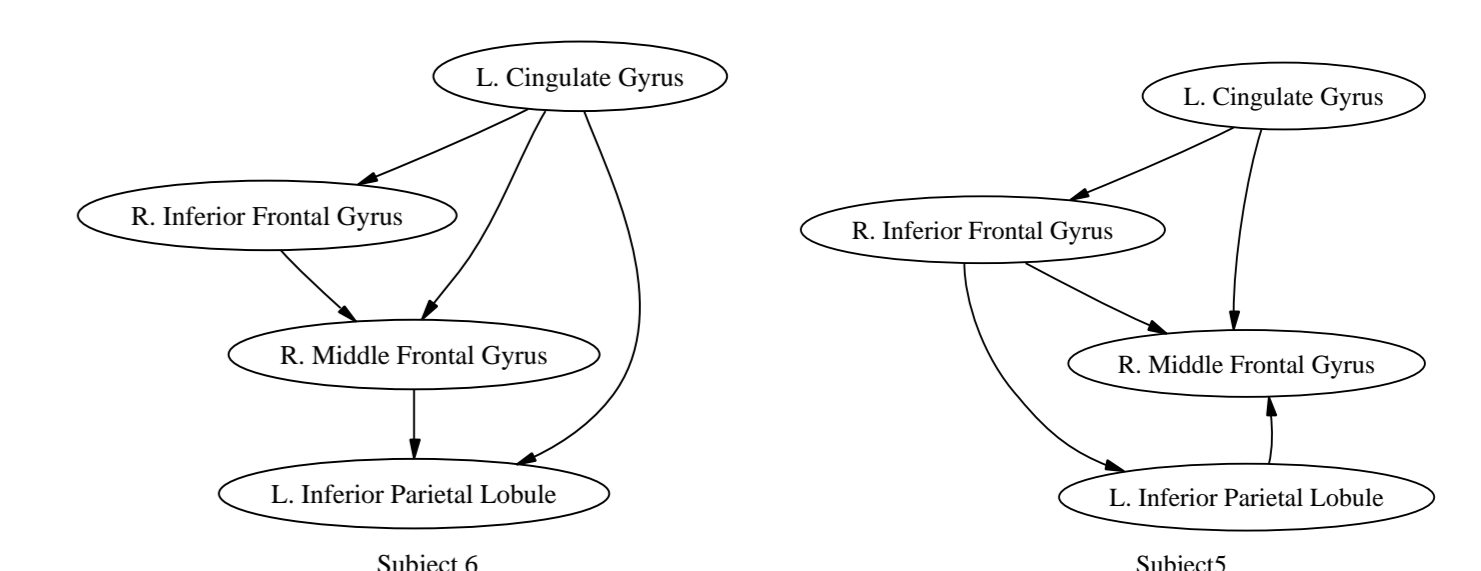 L. Cingulate Gyrus
R. Inferior Frontal Gyrus
R. Middle Frontal Gyrus
L. Inferior Parietal Lobule
Subject 6
L. Cingulate Gyrus
R. Inferior Frontal Gyrus
R. Middle Frontal Gyrus
L. Inferior Parietal Lobule
Subject5